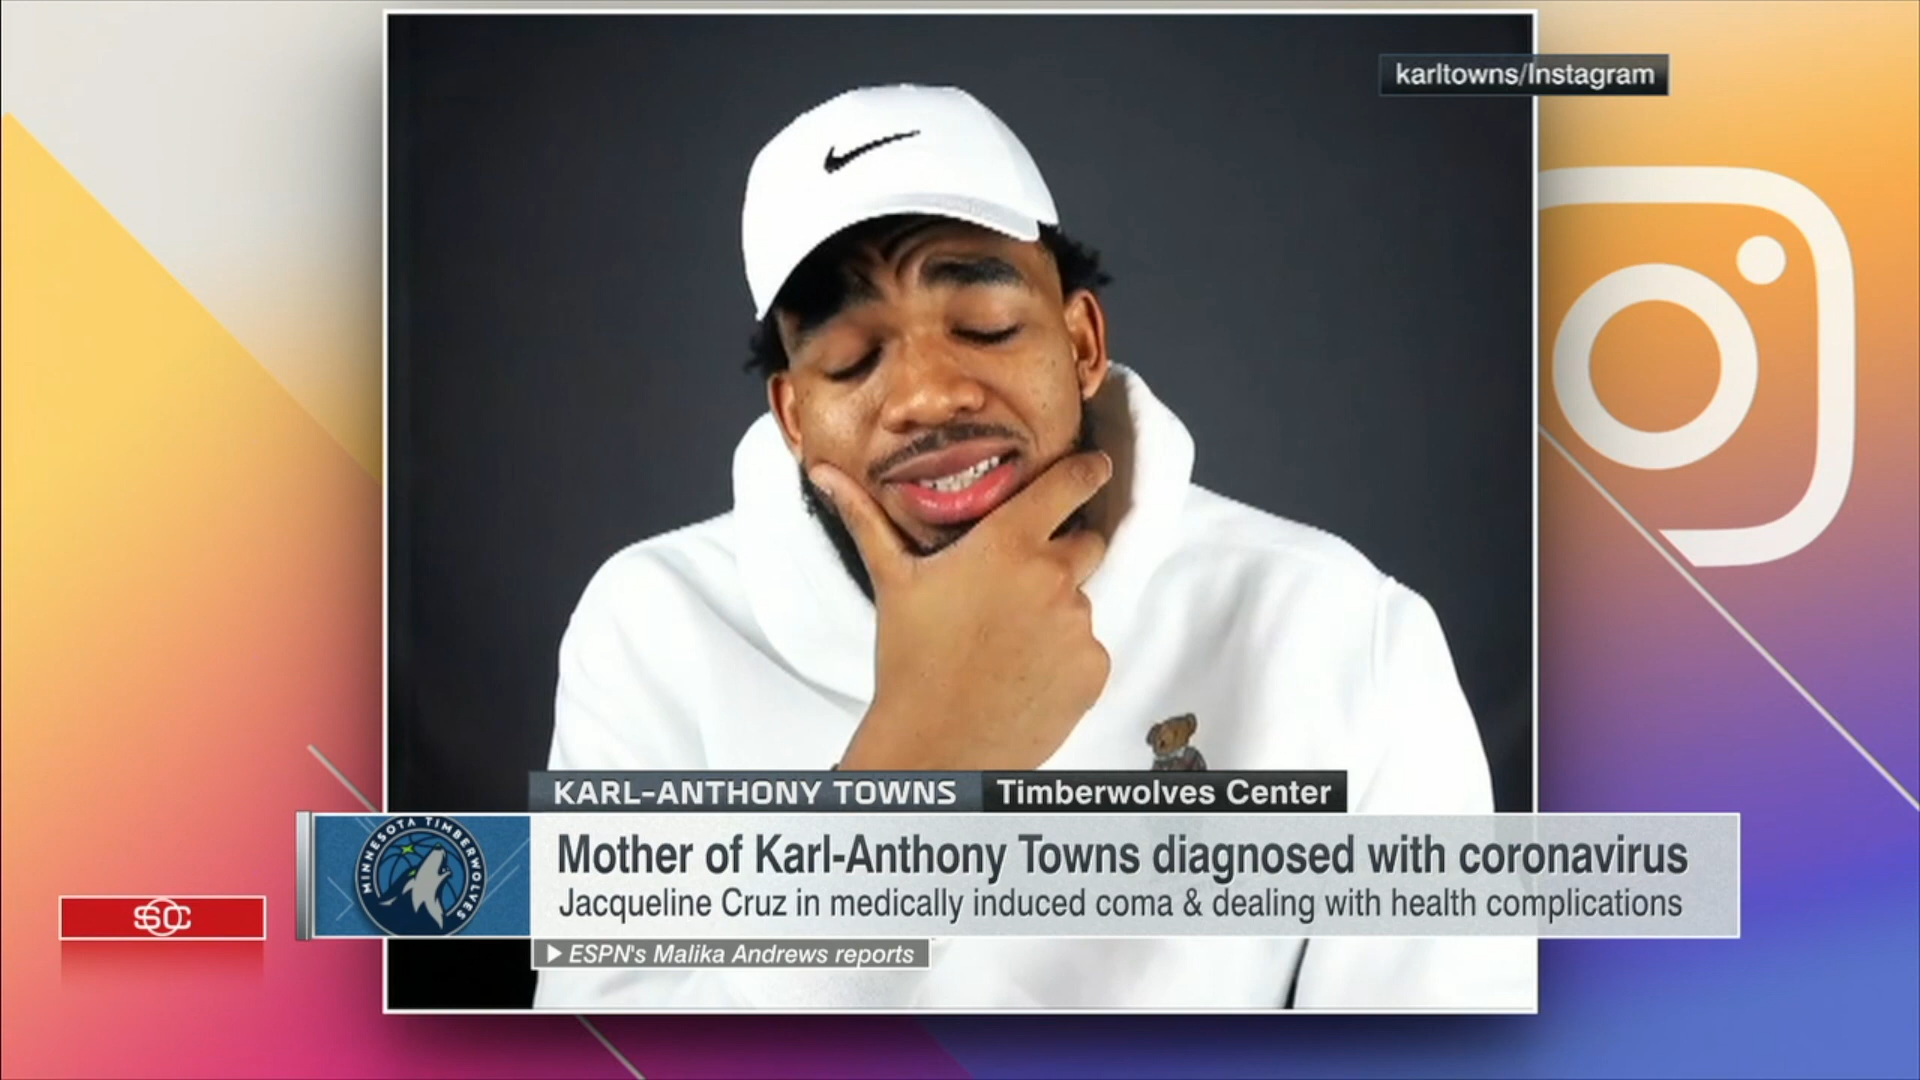 karltowns/Instagram
KARL-ANTHONY TOWNS Timberwolves Center
MINNESOTA TIMBERWOLVES
Mother of Karl-Anthony Towns diagnosed with coronavirus
Jacqueline Cruz in medically induced coma & dealing with health complications
SC
ESPN's Malika Andrews reports